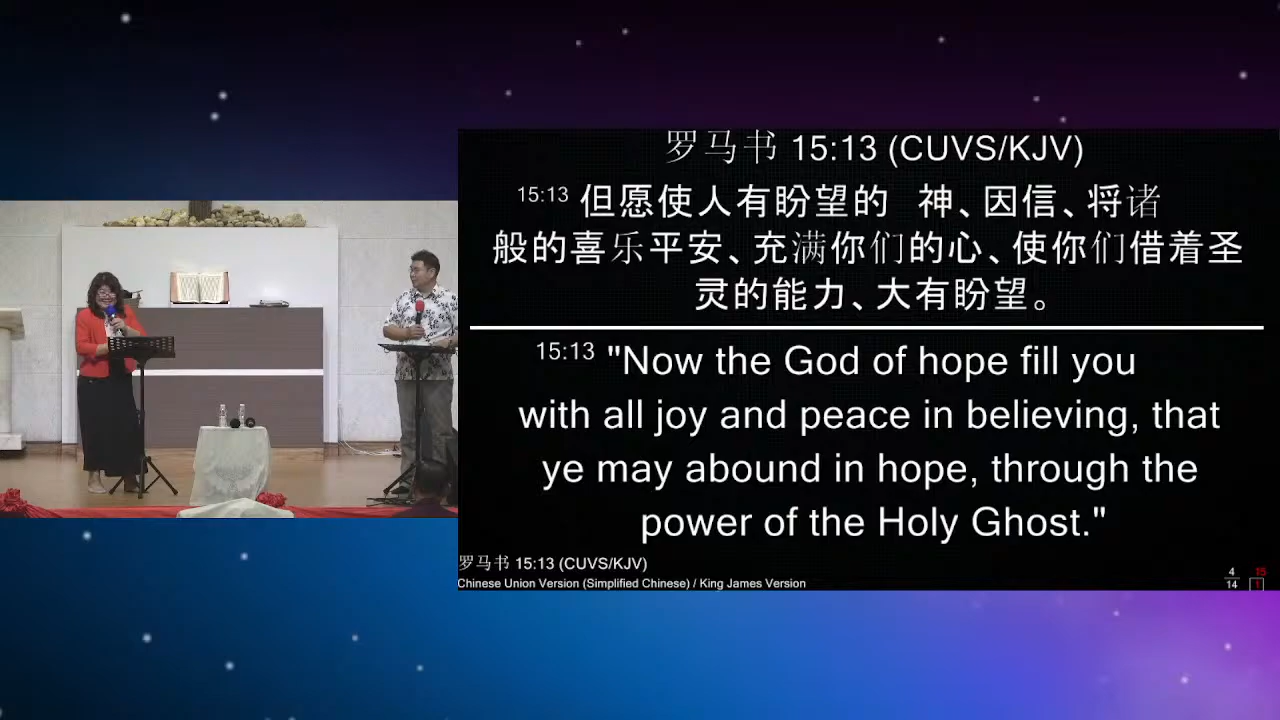 罗马书 15:13 (CUVS/KJV)
15:13 但愿使人有盼望的 神、因信、将诸
般的喜乐平安、充满你们的心、使你们借着圣
灵的能力、大有盼望。
15:13 "Now the God of hope fill you
with all joy and peace in believing, that
ye may abound in hope, through the
power of the Holy Ghost."
罗马书 15:13 (CUVS/KJV)
Chinese Union Version (Simplified Chinese) / King James Version
4 15
14 1